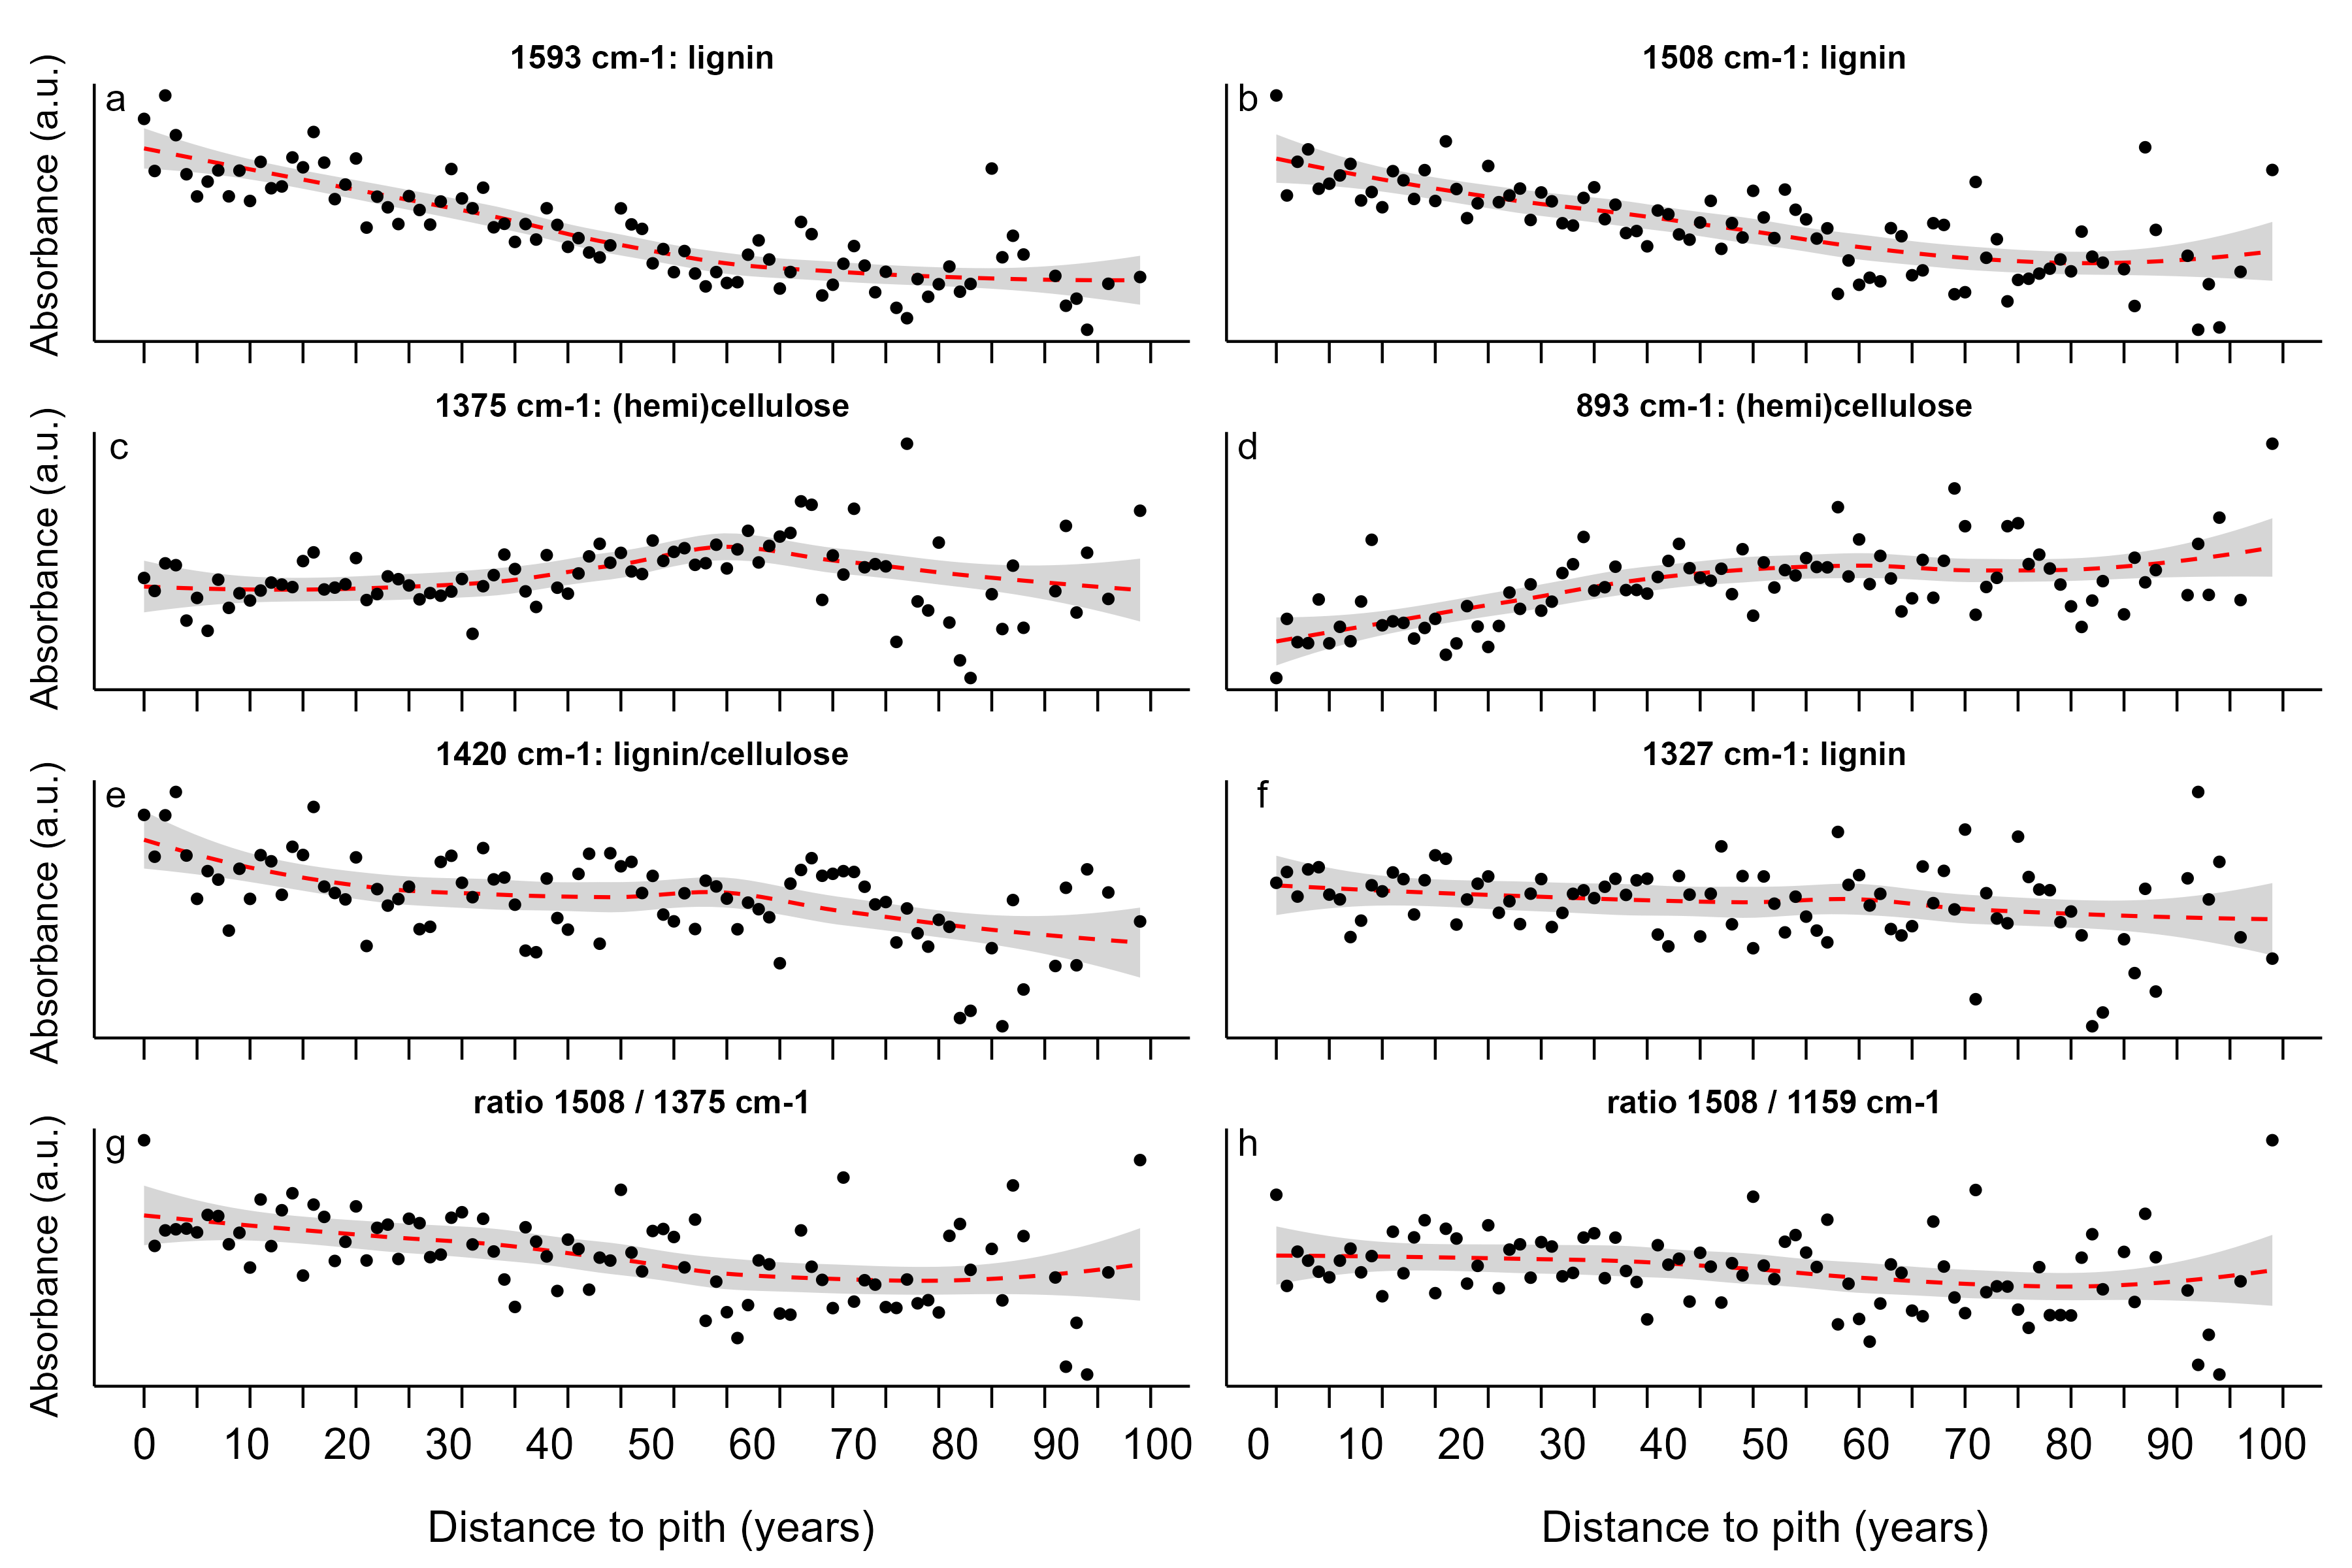 1593 cm-1: lignin
1508 cm-1: lignin
a
b
Absorbance (a.u.)
1375 cm-1: (hemi)cellulose
893 cm-1: (hemi)cellulose
c
d
Absorbance (a.u.)
1420 cm-1: lignin/cellulose
1327 cm-1: lignin
e
f
Absorbance (a.u.)
ratio 1508 / 1375 cm-1
ratio 1508 / 1159 cm-1
g
h
Absorbance (a.u.)
0 10 20 30 40 50 60 70 80 90 100
0 10 20 30 40 50 60 70 80 90 100
Distance to pith (years)
Distance to pith (years)